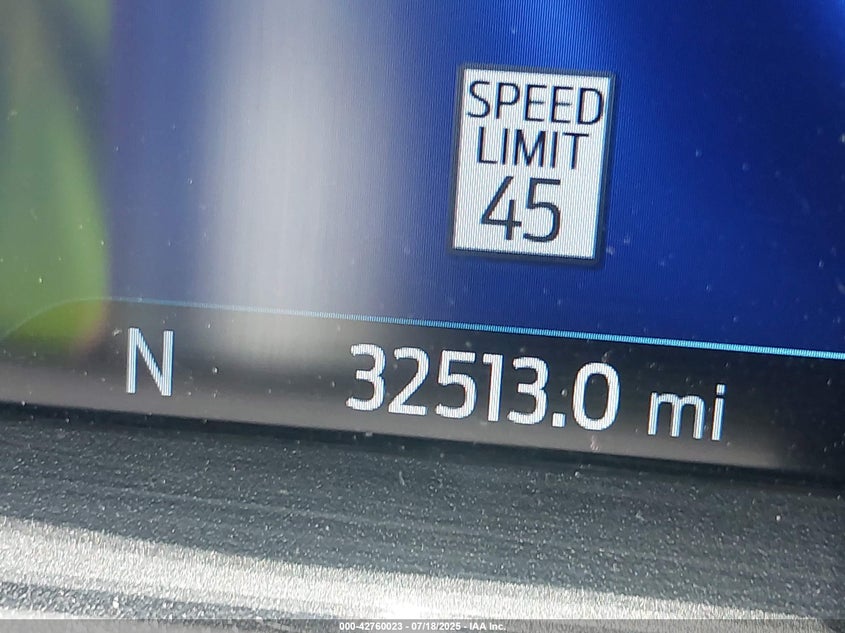 SPEED
LIMIT
45
N 32513.0 mi
000-42760023 - 07/18/2025 - IAA Inc.